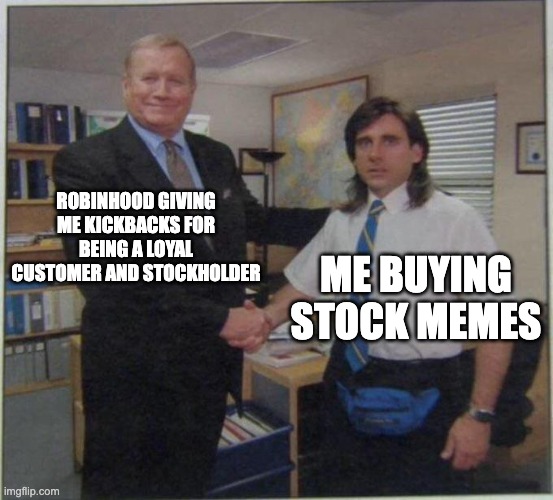 ROBINHOOD GIVING
ME KICKBACKS FOR
BEING A LOYAL
CUSTOMER AND STOCKHOLDER
ME BUYING
STOCK MEMES
imgflip.com